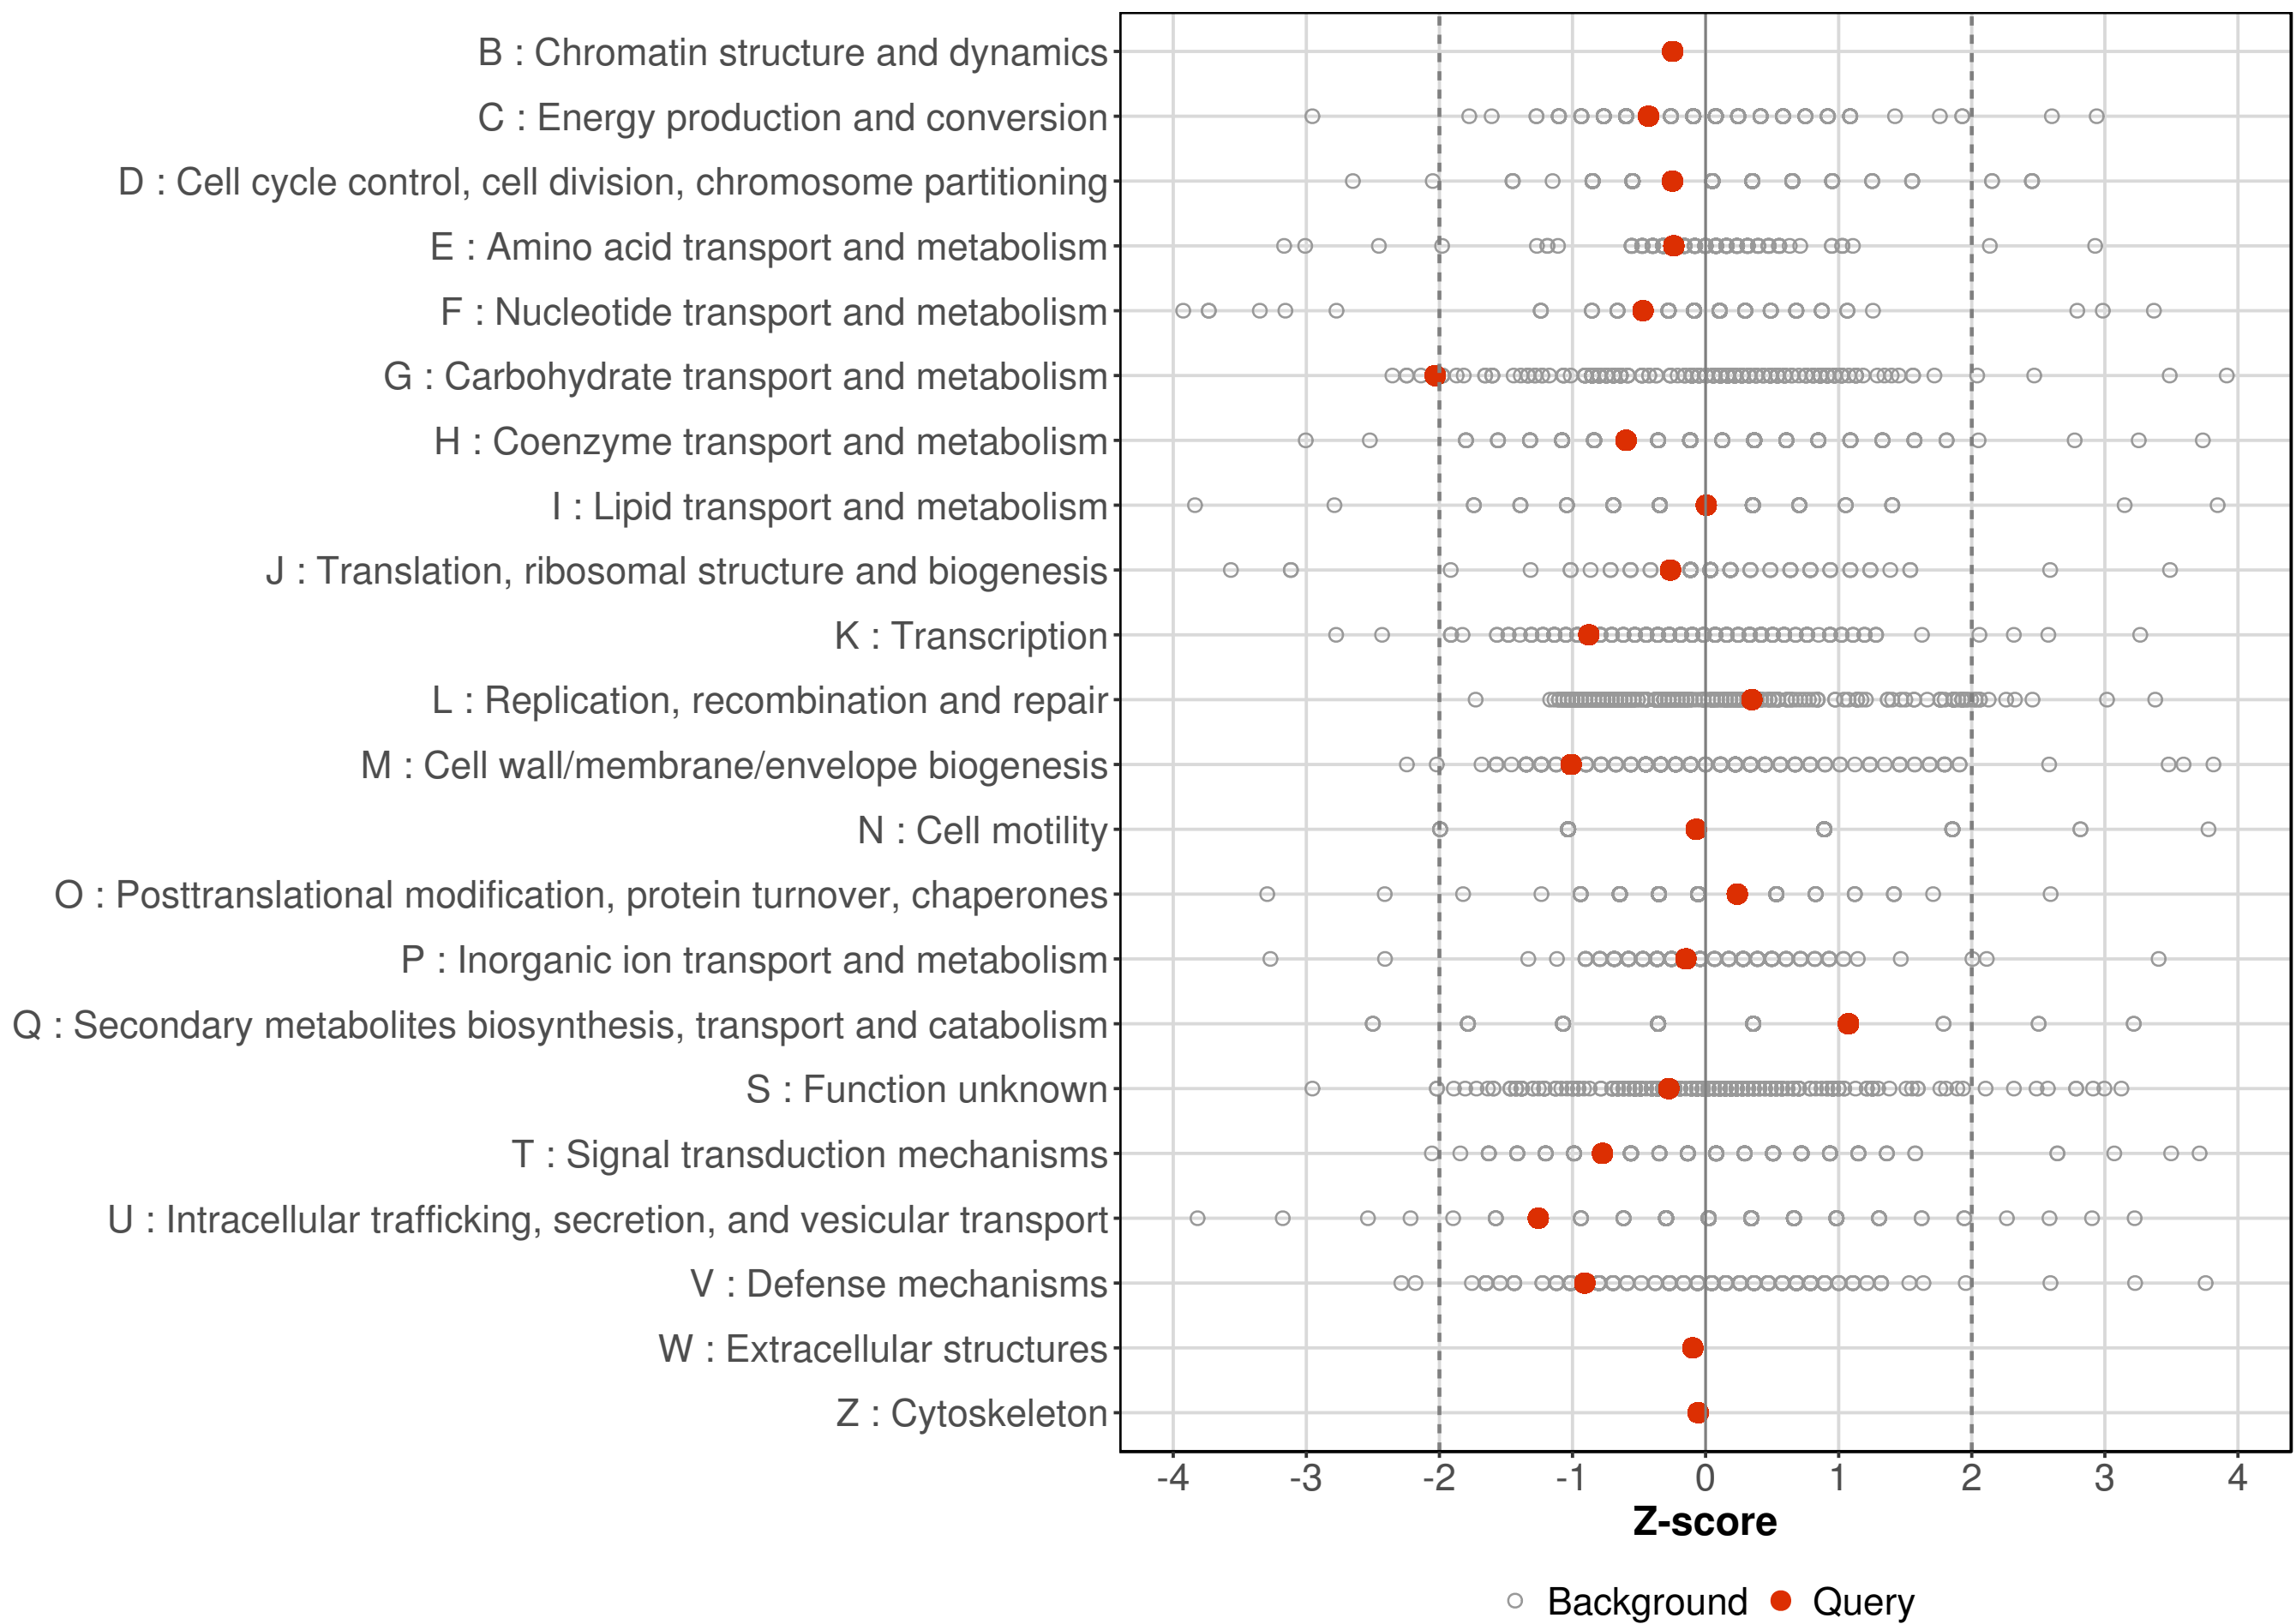 B : Chromatin structure and dynamics
C : Energy production and conversion
D : Cell cycle control, cell division, chromosome partitioning
E : Amino acid transport and metabolism
F : Nucleotide transport and metabolism
G : Carbohydrate transport and metabolism
H : Coenzyme transport and metabolism
I : Lipid transport and metabolism
J : Translation, ribosomal structure and biogenesis
K : Transcription
L : Replication, recombination and repair
M : Cell wall/membrane/envelope biogenesis
N : Cell motility
O : Posttranslational modification, protein turnover, chaperones
P : Inorganic ion transport and metabolism
Q : Secondary metabolites biosynthesis, transport and catabolism
S : Function unknown
T : Signal transduction mechanisms
U : Intracellular trafficking, secretion, and vesicular transport
V : Defense mechanisms
W : Extracellular structures
Z : Cytoskeleton
-4 -3 -2 -1 0 1 2 3 4
Z-score
Background Query